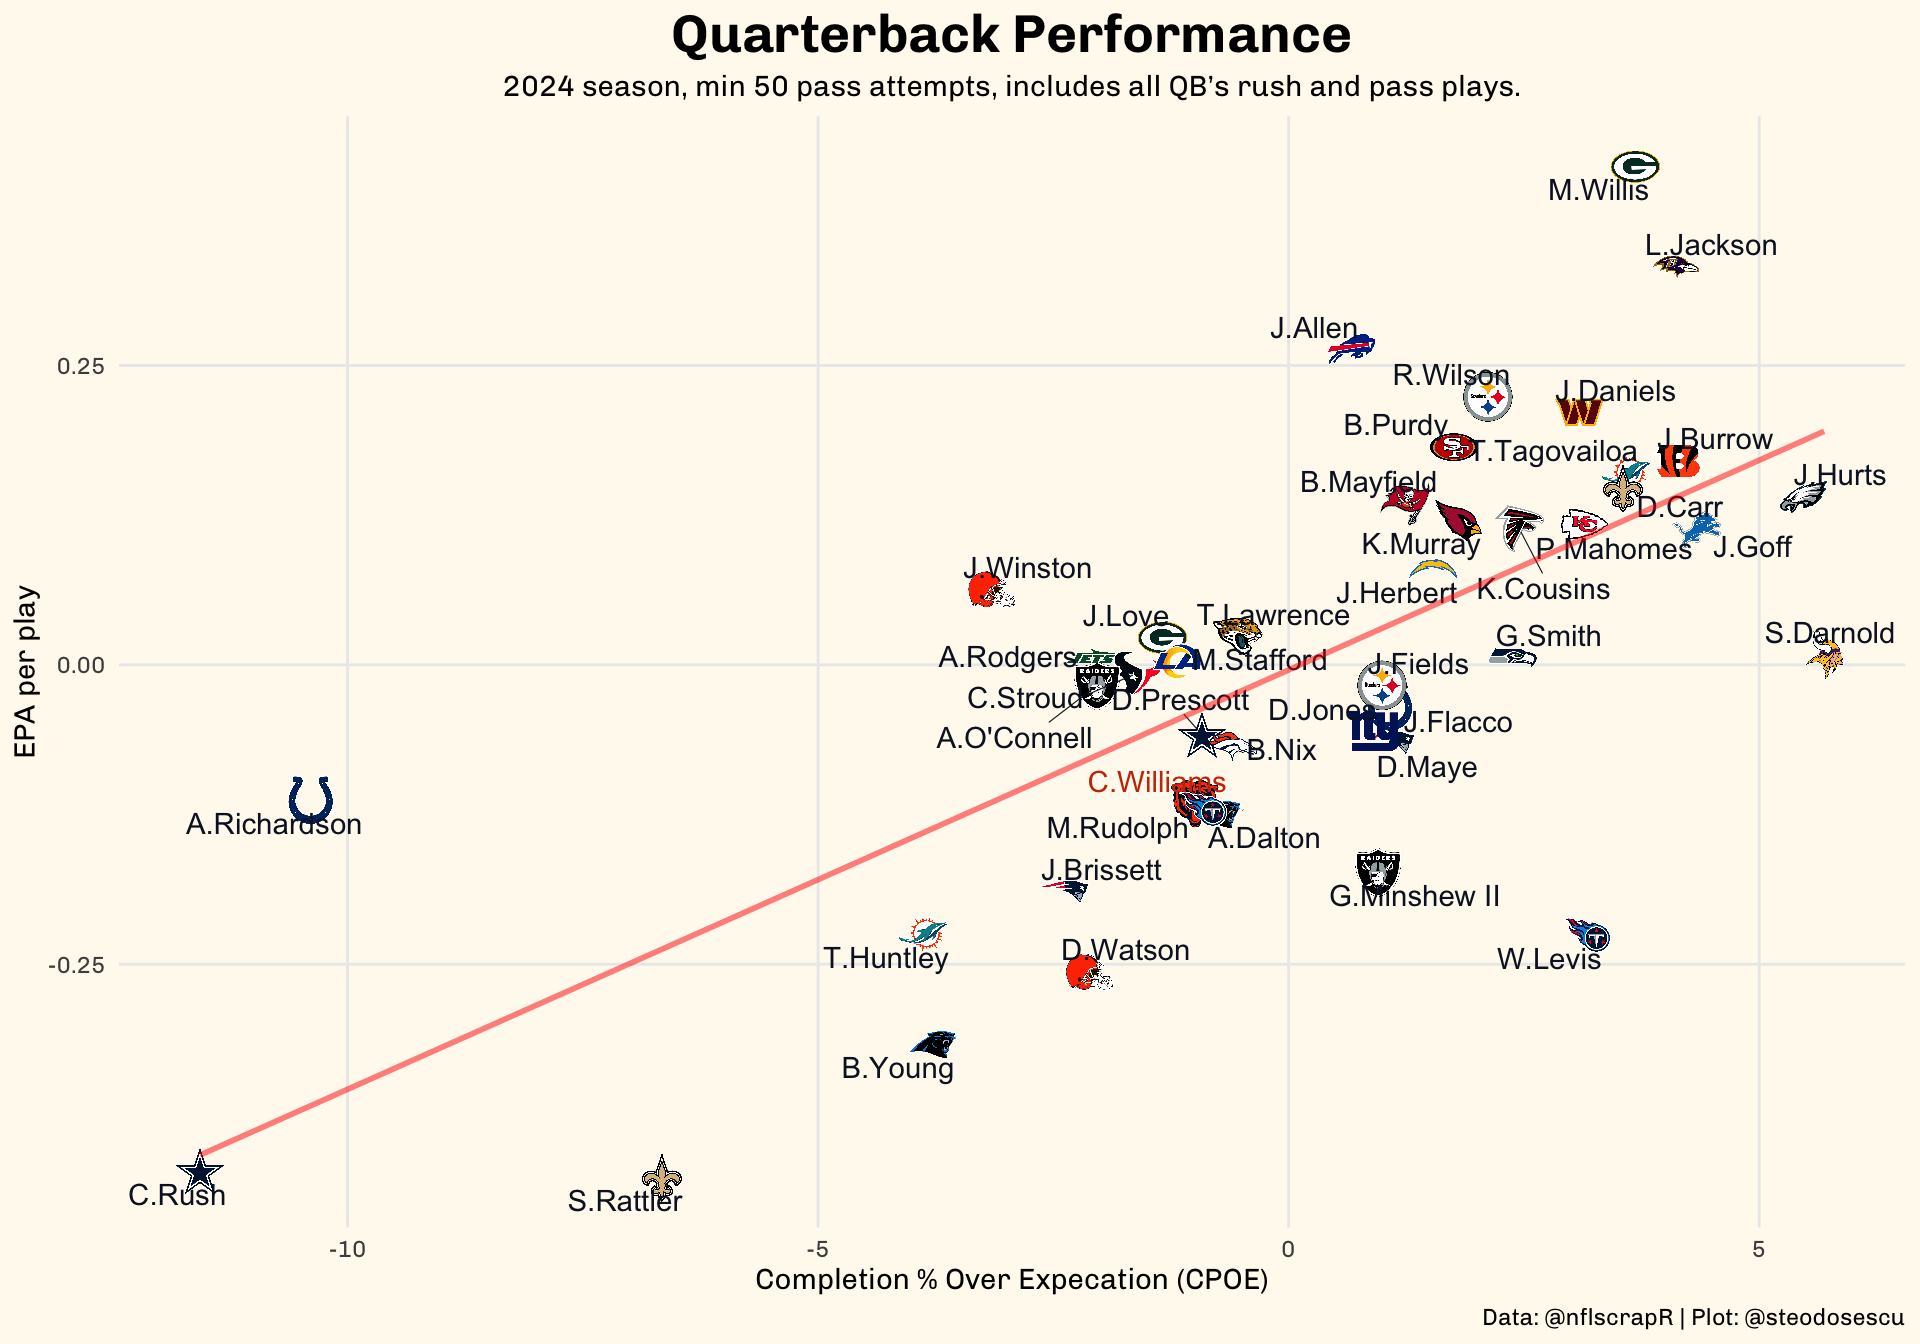 Quarterback Performance
2024 season, min 50 pass attempts, includes all QB's rush and pass plays.
M.Willis
L.Jackson
J.Allen
0.25
R.Wilson
J.Daniels
B.Purdy
J.Burrow
T.Tagovailoa
J.Hurts
B.Mayfield
D.Carr
K.Murray
P.Mahomes
J.Goff
J.Winston
K.Cousins
J.Herbert
J.Love
T.Lawrence
S.Darnold
G.Smith
A.Rodgers
JETS
M.Stafford
J.Fields
0.00
RAIDERS
C.Stroud
D.Prescott
D.Jones
J.Flacco
A.O'Connell
B.Nix
D.Maye
C.Williams
A.Richardson
M.Rudolph
A.Dalton
J.Brissett
RAIDERS
G.Minshew II
T.Huntley
D.Watson
W.Levis
-0.25
B.Young
C.Rush
S.Rattler
EPA per play
-10
-5
0
5
Completion % Over Expecation (CPOE)
Data: @nflscrapR | Plot: @steodosescu